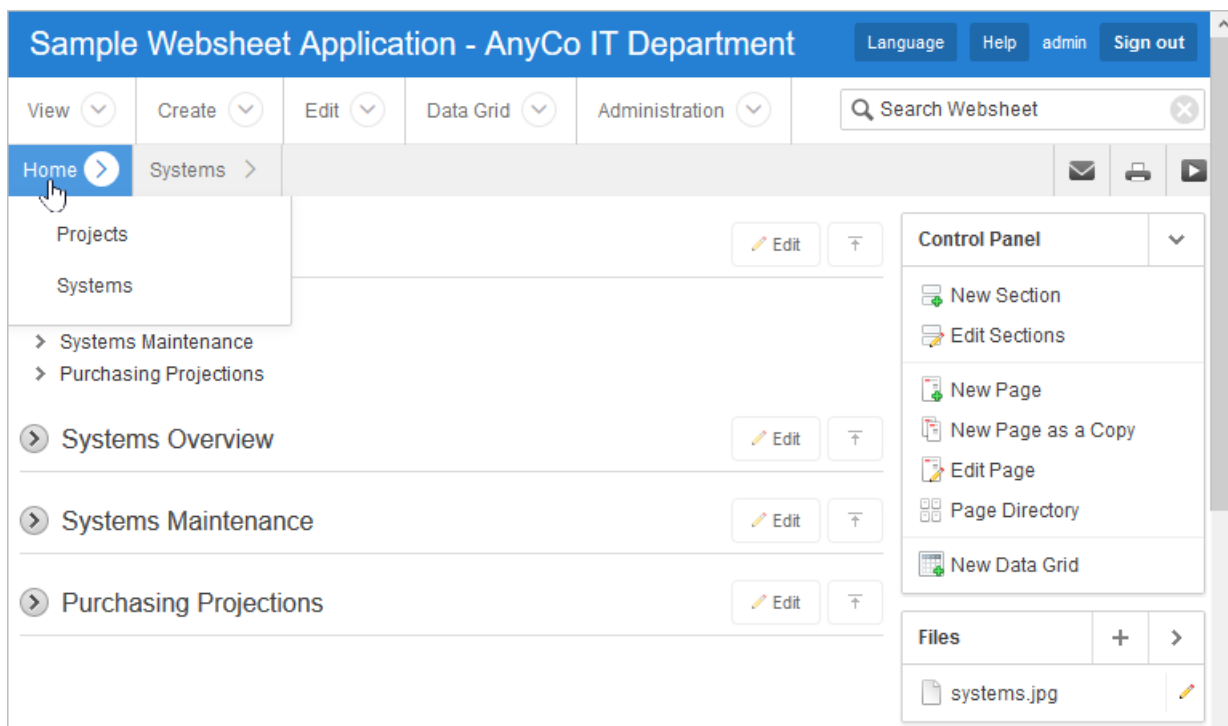 Sample Websheet Application - AnyCo IT Department Language Help admin Sign out
View Create Edit Data Grid Administration Search Websheet
Home Systems
Projects
Systems
Edit
Systems Maintenance
Purchasing Projections
Systems Overview Edit
Systems Maintenance Edit
Purchasing Projections Edit
Control Panel
New Section
Edit Sections
New Page
New Page as a Copy
Edit Page
Page Directory
New Data Grid
Files
systems.jpg